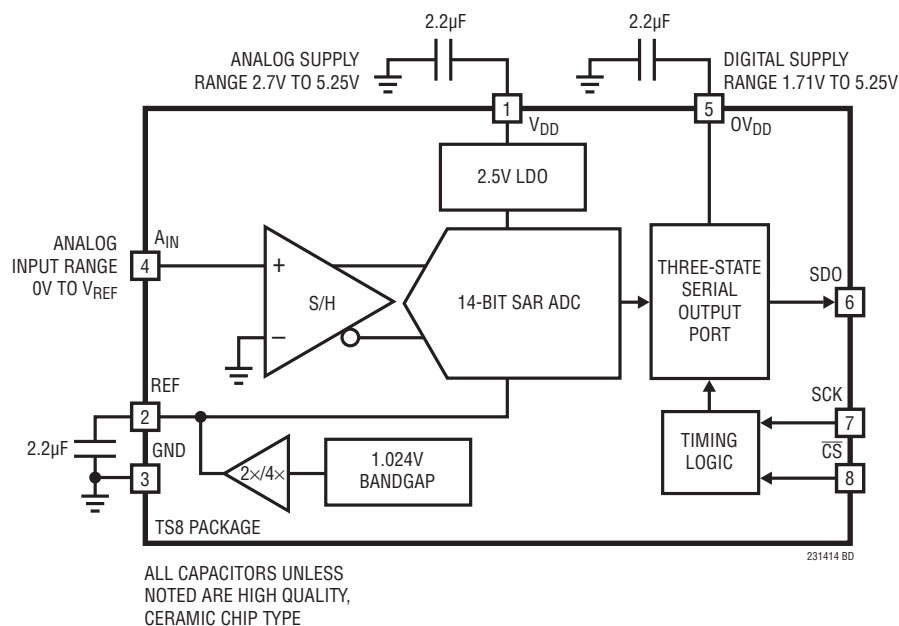 2.2µF
2.2µF
ANALOG SUPPLY
RANGE 2.7V TO 5.25V
DIGITAL SUPPLY
RANGE 1.71V TO 5.25V
1
VDD
5
OVDD
2.5V LDO
ANALOG
INPUT RANGE
0V TO VREF
AIN
4
+
S/H
–
14-BIT SAR ADC
THREE-STATE
SERIAL
OUTPUT
PORT
SDO
6
REF
2
2.2µF
GND
3
2×/4×
1.024V
BANDGAP
TIMING
LOGIC
SCK
7
CS
8
TS8 PACKAGE
231414 BD
ALL CAPACITORS UNLESS
NOTED ARE HIGH QUALITY,
CERAMIC CHIP TYPE